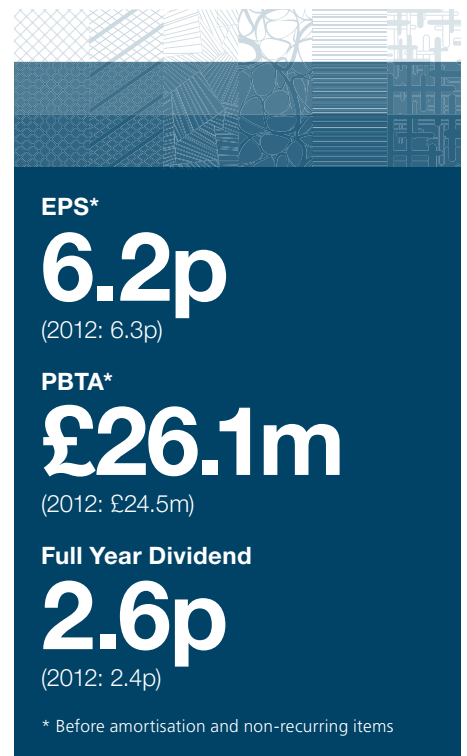 EPS*
6.2p
(2012: 6.3p)
PBTA*
£26.1m
(2012: £24.5m)
Full Year Dividend
2.6p
(2012: 2.4p)
* Before amortisation and non-recurring items